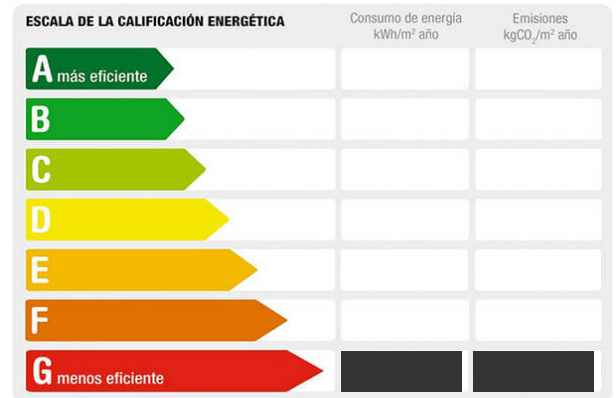 ESCALA DE LA CALIFICACIÓN ENERGÉTICA
Consumo de energía
kWh/m² año
Emisiones
kgCO₂/m² año
A más eficiente
B
C
D
E
F
G menos eficiente